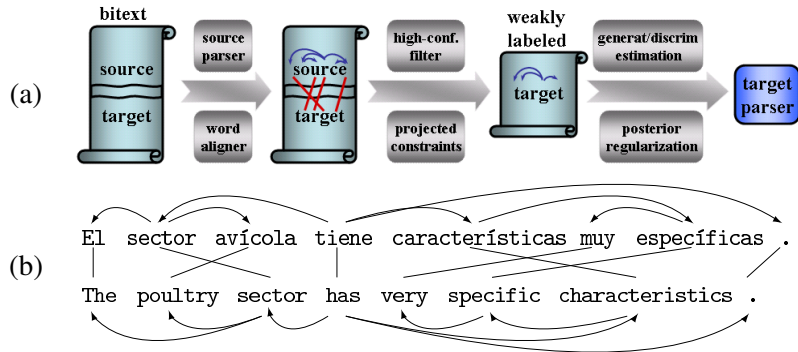 bitext
source
target
source
parser
word
aligner
source
target
high-conf.
filter
projected
constraints
weakly
labeled
target
generat/discrim
estimation
posterior
regularization
target
parser
(a)
(b)
El sector avícola tiene características muy específicas .
The poultry sector has very specific characteristics .